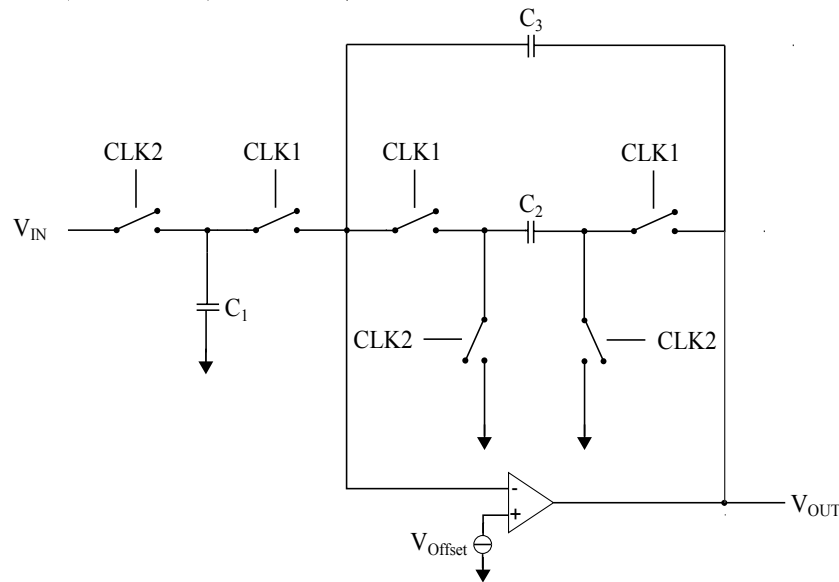 C3
CLK2
CLK1
CLK1
CLK1
VIN
C2
C1
CLK2
CLK2
-
+
VOffset
VOUT